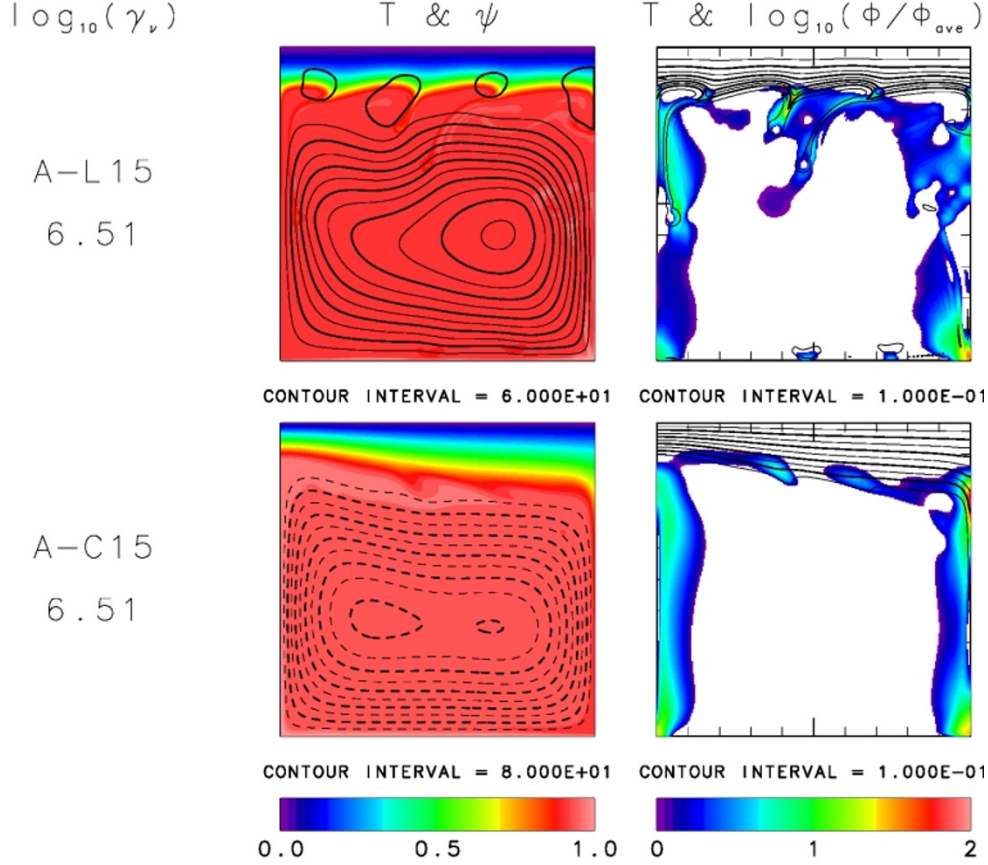 log₁₀(γᵥ) T & ψ T & log₁₀(Φ/Φₐᵥₑ)
A-L15
6.51
CONTOUR INTERVAL = 6.000E+01 CONTOUR INTERVAL = 1.000E-01
A-C15
6.51
CONTOUR INTERVAL = 8.000E+01 CONTOUR INTERVAL = 1.000E-01
0.0 0.5 1.0 0 1 2